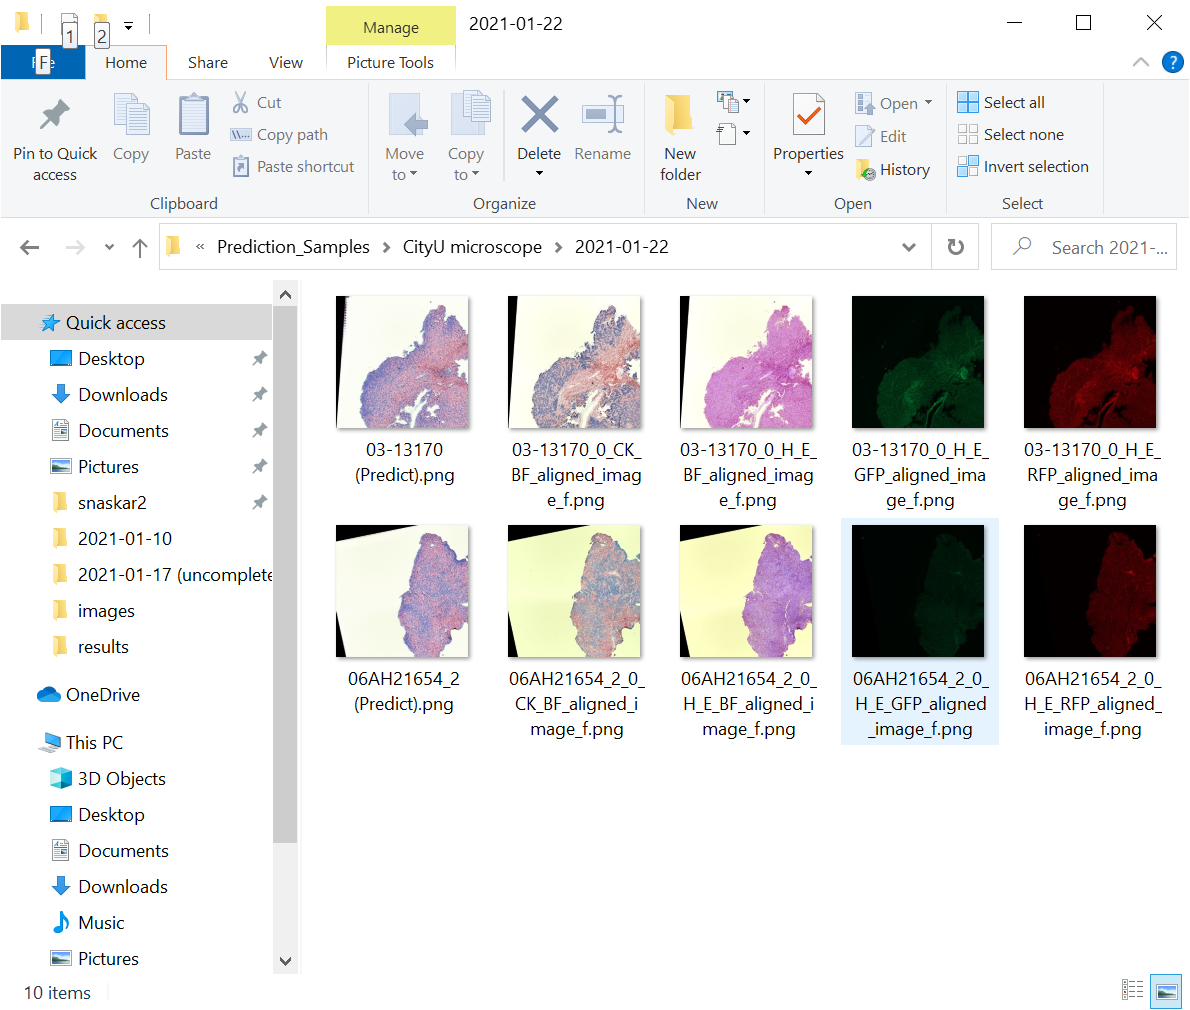 1
2
Manage
2021-01-22
F
Home
Share
View
Picture Tools
?
Pin to Quick
access
Copy
Paste
Cut
Copy path
Paste shortcut
Move
to
Copy
to
Delete
Rename
New
folder
Properties
Open
Edit
History
Select all
Select none
Invert selection
Clipboard
Organize
New
Open
Select
« Prediction_Samples > CityU microscope > 2021-01-22
Search 2021-...
Quick access
Desktop
Downloads
Documents
Pictures
snaskar2
2021-01-10
2021-01-17 (uncomplete
images
results
OneDrive
This PC
3D Objects
Desktop
Documents
Downloads
Music
Pictures
03-13170
(Predict).png
03-13170_0_CK_
BF_aligned_imag
e_f.png
03-13170_0_H_E_
BF_aligned_imag
e_f.png
03-13170_0_H_E_
GFP_aligned_ima
ge_f.png
03-13170_0_H_E_
RFP_aligned_ima
ge_f.png
06AH21654_2
(Predict).png
06AH21654_2_0_
CK_BF_aligned_i
mage_f.png
06AH21654_2_0_
H_E_BF_aligned_i
mage_f.png
06AH21654_2_0_
H_E_GFP_aligned
_image_f.png
06AH21654_2_0_
H_E_RFP_aligned_
image_f.png
10 items